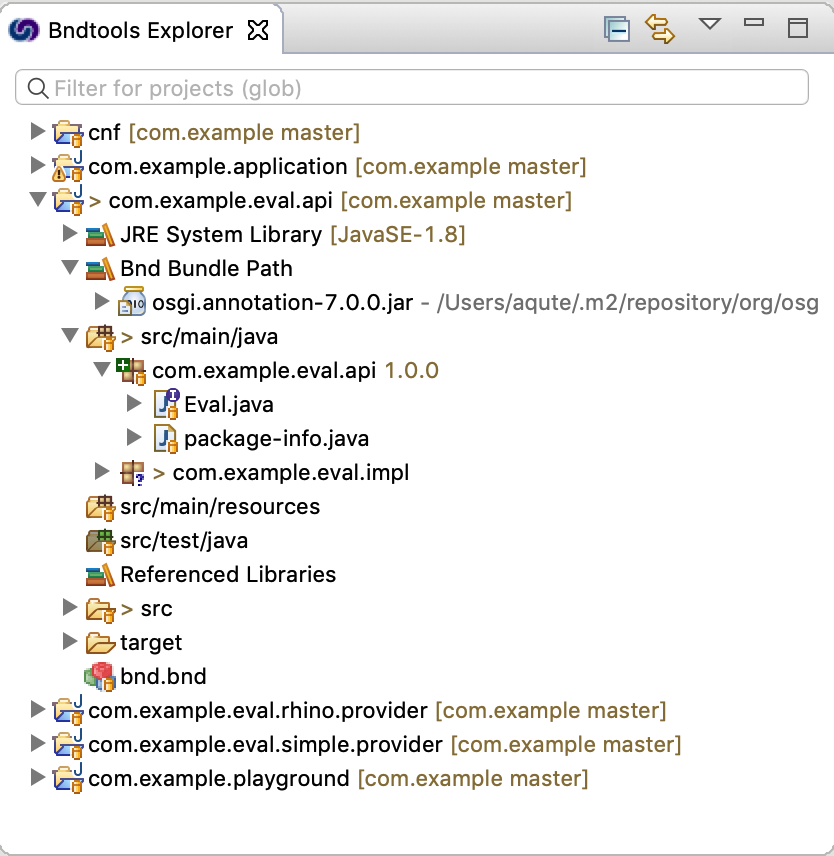 Bndtools Explorer
Filter for projects (glob)
cnf [com.example master]
com.example.application [com.example master]
> com.example.eval.api [com.example master]
JRE System Library [JavaSE-1.8]
Bnd Bundle Path
osgi.annotation-7.0.0.jar - /Users/aqute/.m2/repository/org/osg
> src/main/java
com.example.eval.api 1.0.0
Eval.java
package-info.java
> com.example.eval.impl
src/main/resources
src/test/java
Referenced Libraries
> src
target
bnd.bnd
com.example.eval.rhino.provider [com.example master]
com.example.eval.simple.provider [com.example master]
com.example.playground [com.example master]